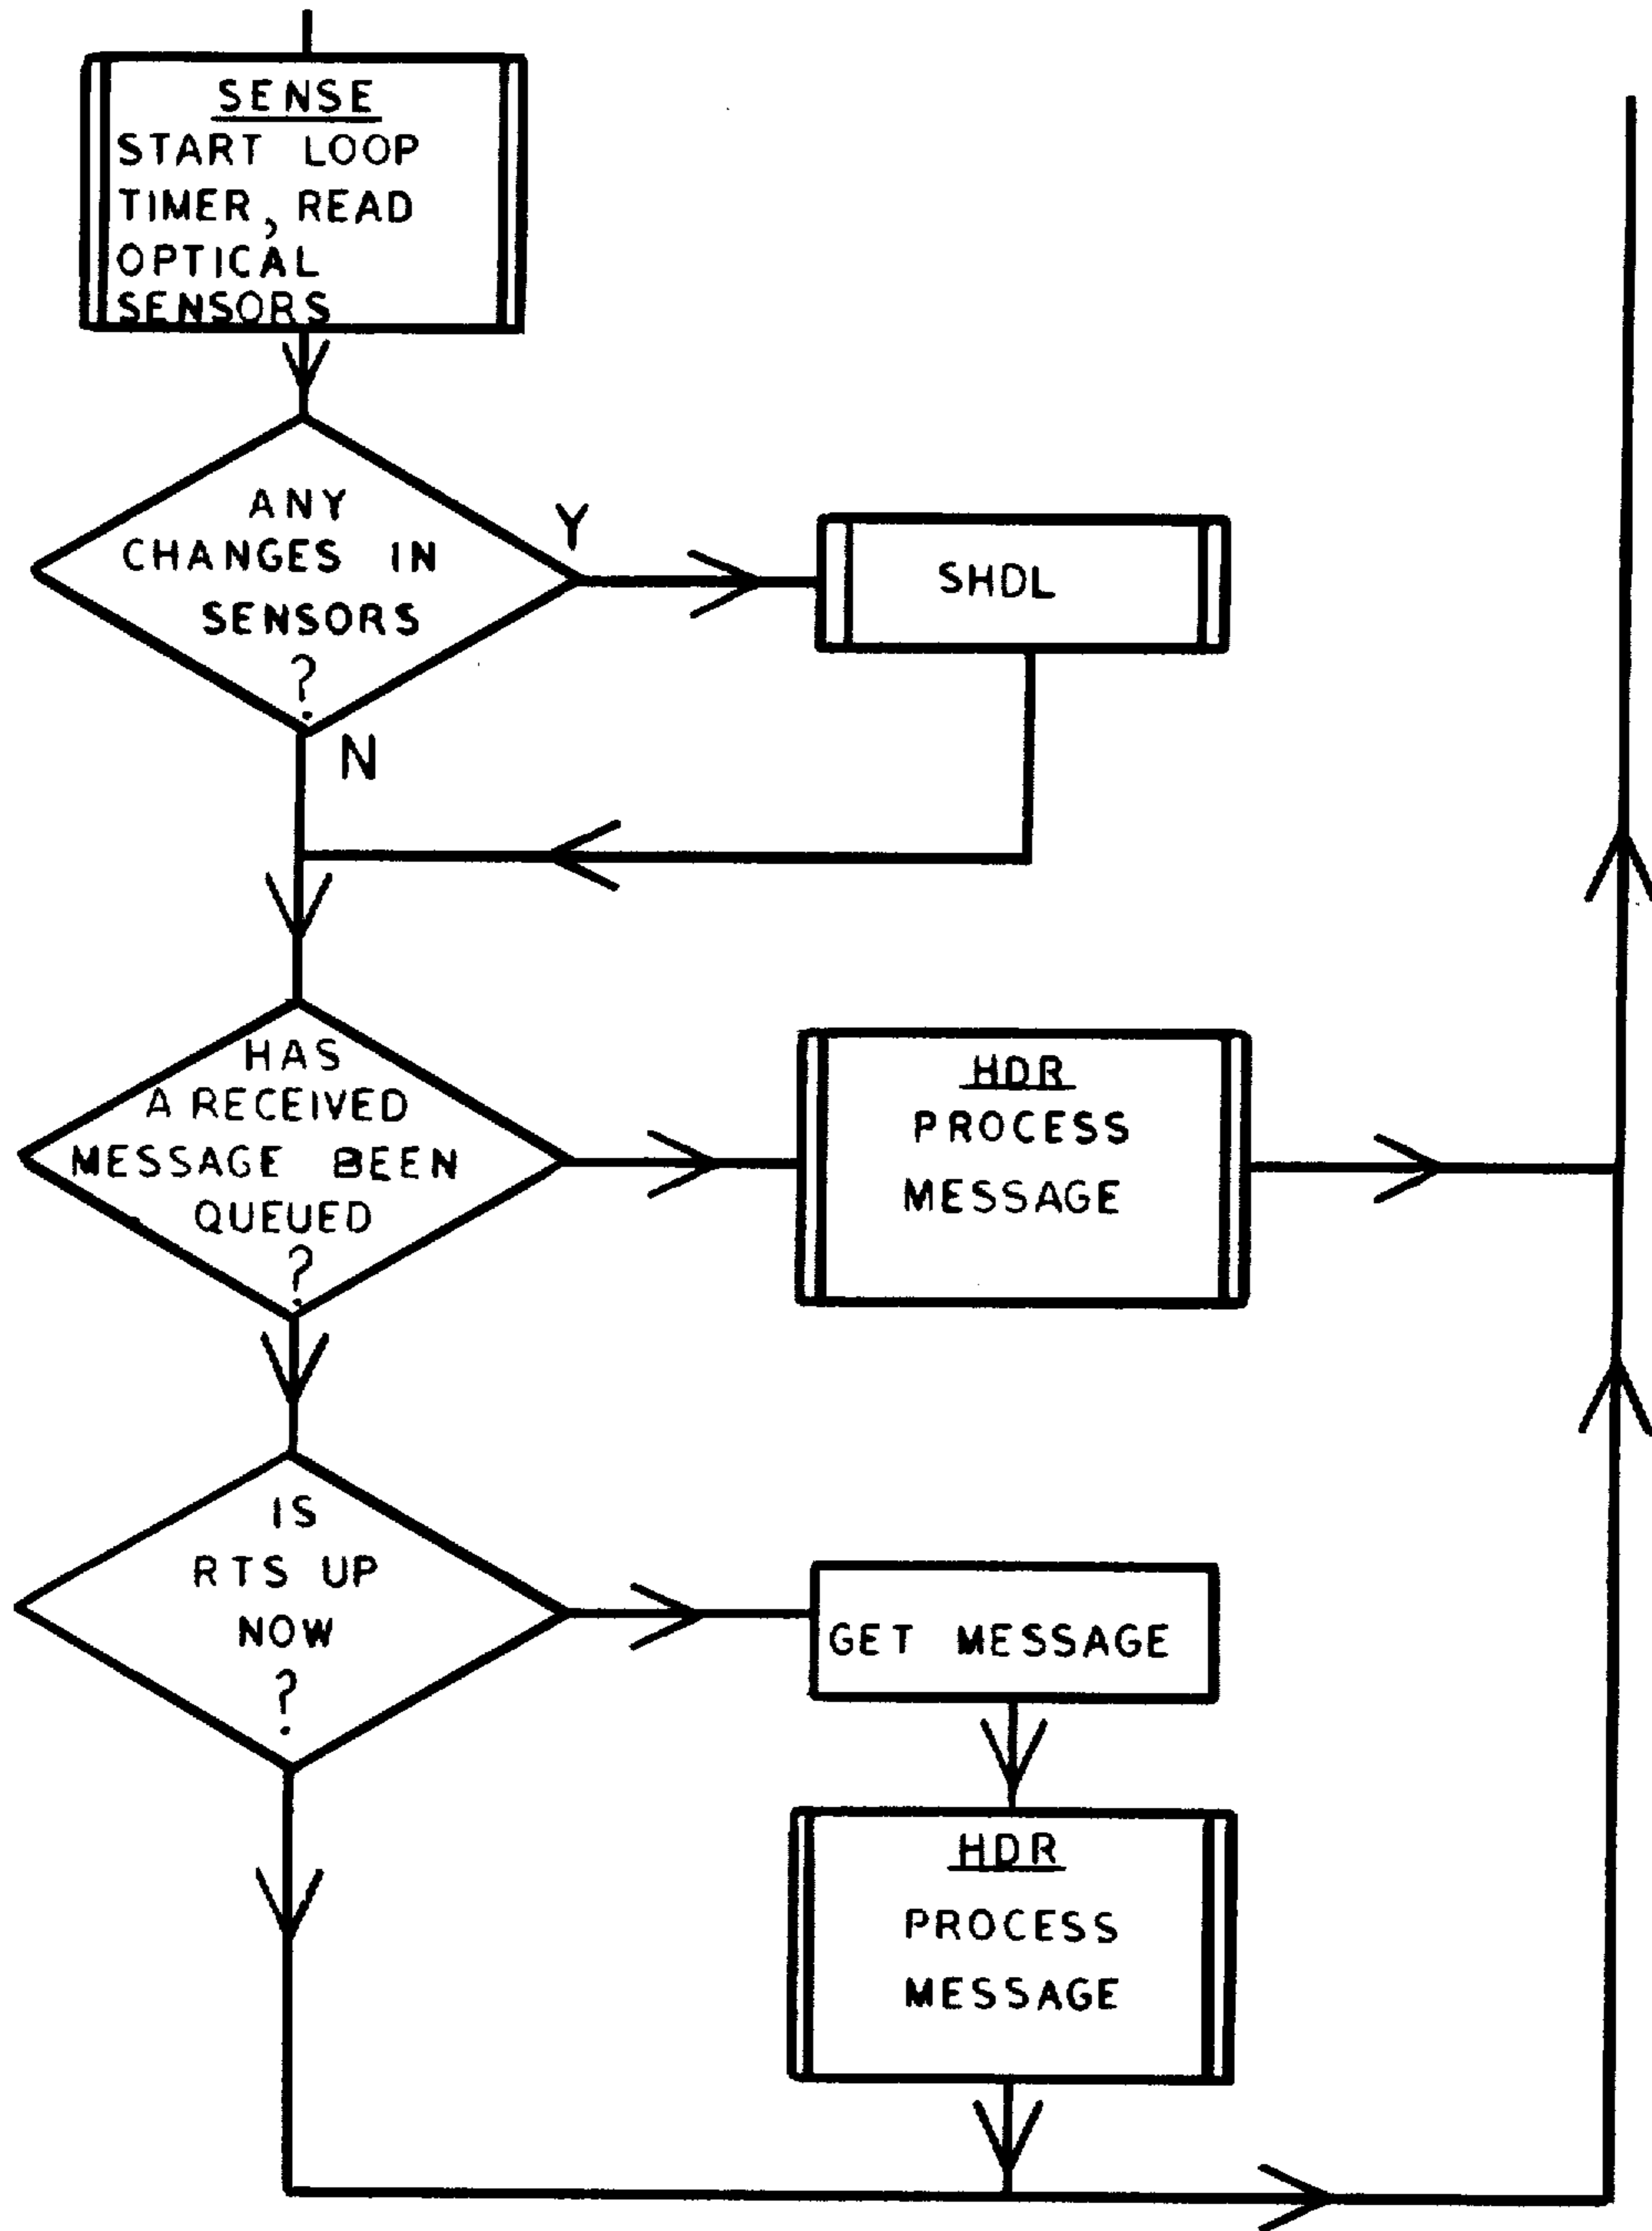 SENSE
START LOOP
TIMER, READ
OPTICAL
SENSORS
ANY
CHANGES IN
SENSORS
?
Y
SHDL
N
HAS
A RECEIVED
MESSAGE BEEN
QUEUED
?
HDR
PROCESS
MESSAGE
IS
RTS UP
NOW
?
GET MESSAGE
HDR
PROCESS
MESSAGE